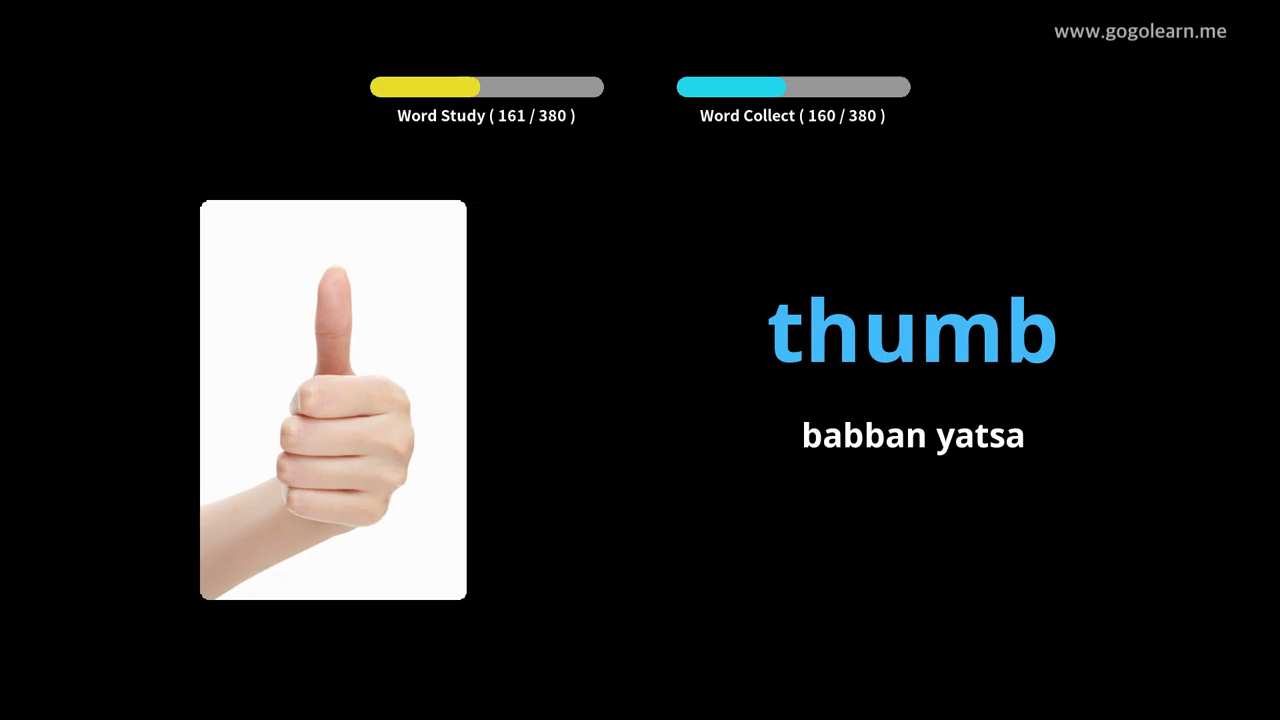 www.gogolearn.me
Word Study ( 161 / 380 )
Word Collect ( 160 / 380 )
thumb
babban yatsa